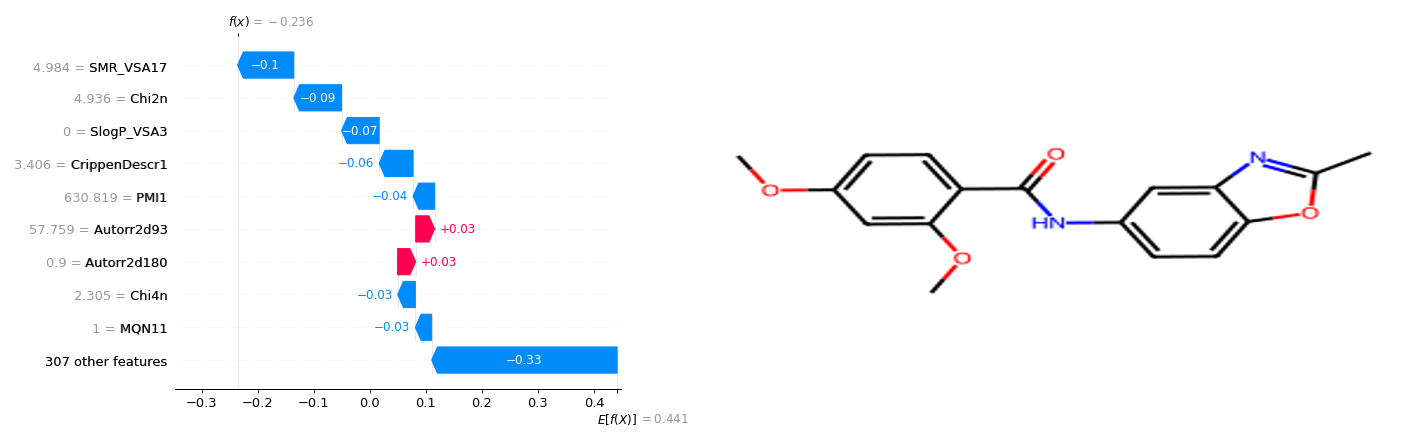 f(x) = −0.236
4.984 = SMR_VSA17
−0.1
4.936 = Chi2n
−0.09
0 = SlogP_VSA3
−0.07
3.406 = CrippenDescr1
−0.06
630.819 = PMI1
−0.04
57.759 = Autorr2d93
+0.03
0.9 = Autorr2d180
+0.03
2.305 = Chi4n
−0.03
1 = MQN11
−0.03
307 other features
−0.33
−0.3 −0.2 −0.1 0.0 0.1 0.2 0.3 0.4
E[f(X)] = 0.441
O
N
O
HN
O
O